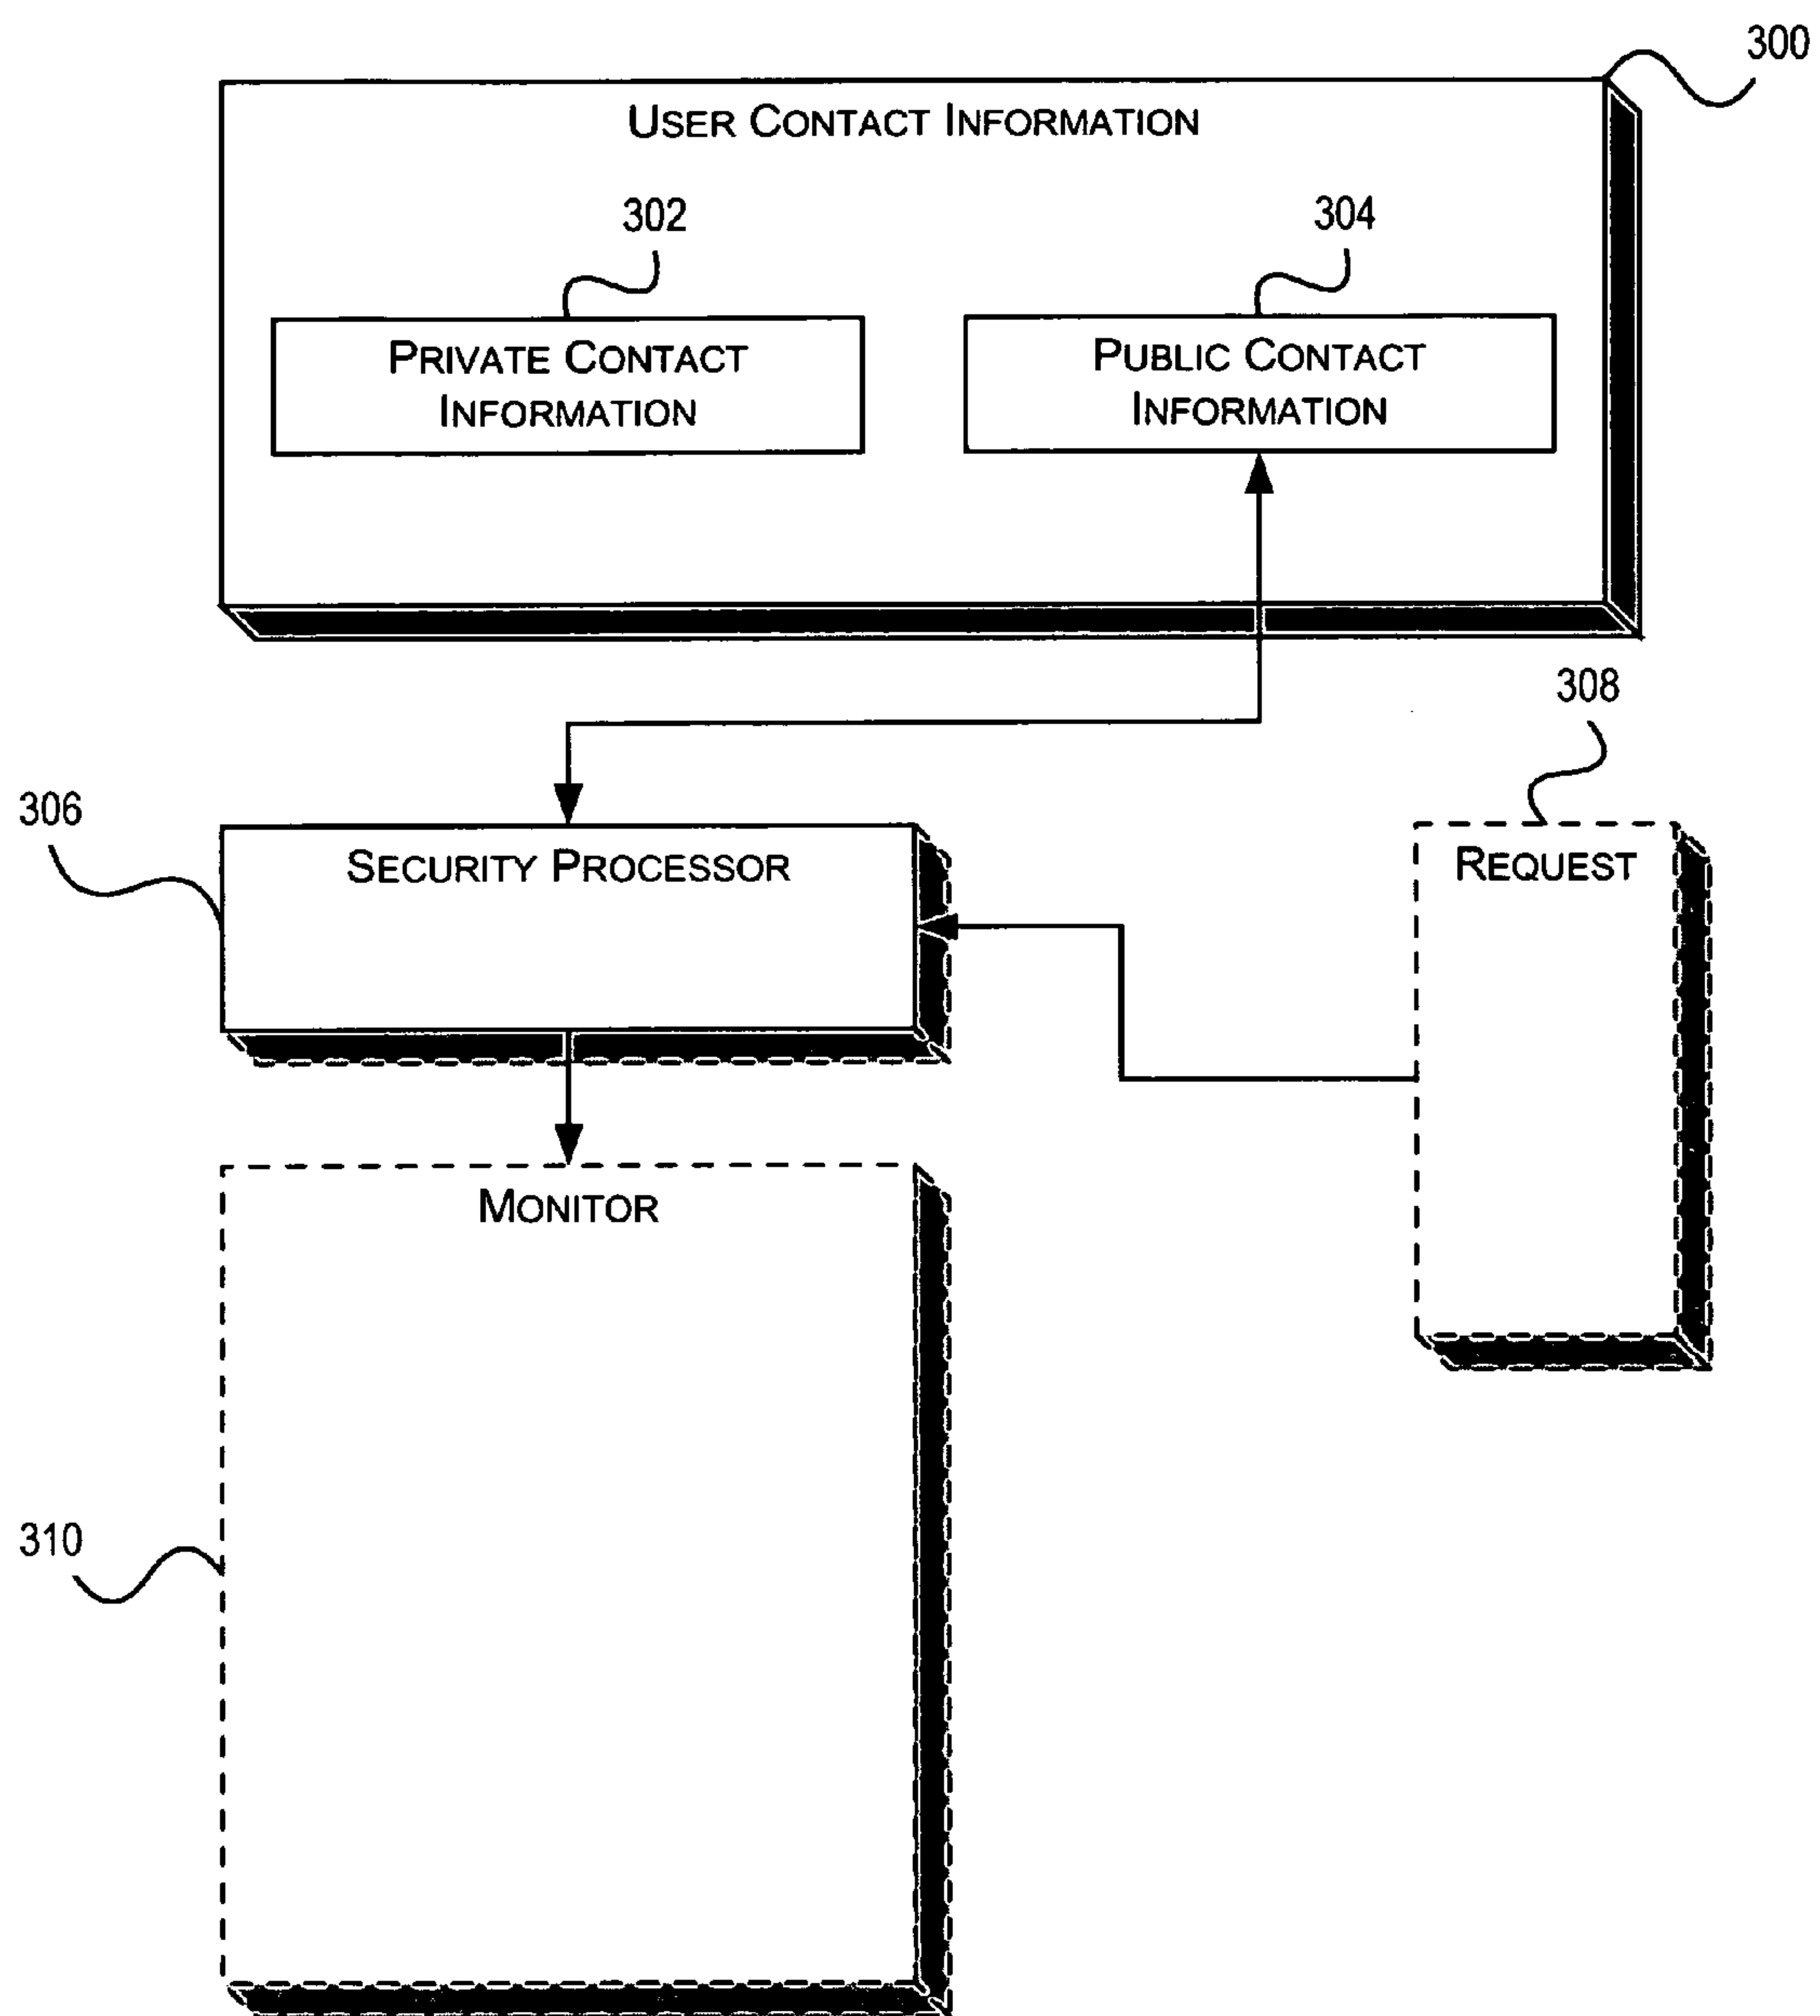 300
USER CONTACT INFORMATION
302
304
PRIVATE CONTACT
INFORMATION
PUBLIC CONTACT
INFORMATION
308
306
SECURITY PROCESSOR
REQUEST
MONITOR
310